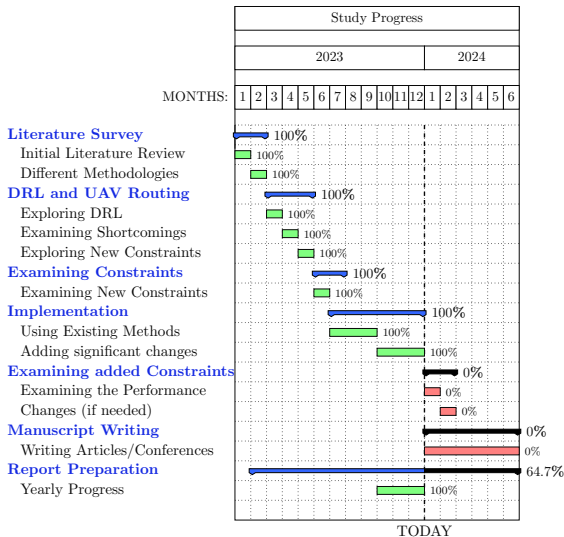 Study Progress
2023 2024
MONTHS: 1 2 3 4 5 6 7 8 9 10 11 12 1 2 3 4 5 6
Literature Survey 100%
Initial Literature Review 100%
Different Methodologies 100%
DRL and UAV Routing 100%
Exploring DRL 100%
Examining Shortcomings 100%
Exploring New Constraints 100%
Examining Constraints 100%
Examining New Constraints 100%
Implementation 100%
Using Existing Methods 100%
Adding significant changes 100%
Examining added Constraints 0%
Examining the Performance 0%
Changes (if needed) 0%
Manuscript Writing 0%
Writing Articles/Conferences 0%
Report Preparation 64.7%
Yearly Progress 100%
TODAY